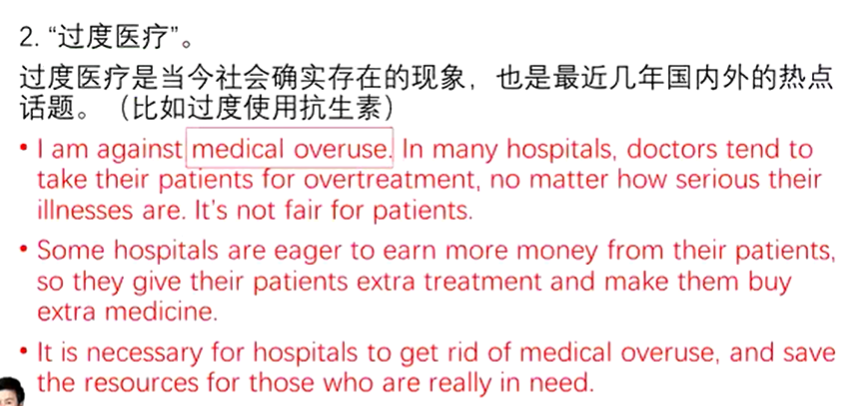 2. “过度医疗”。
过度医疗是当今社会确实存在的现象，也是最近几年国内外的热点
话题。（比如过度使用抗生素）
• I am against medical overuse. In many hospitals, doctors tend to
take their patients for overtreatment, no matter how serious their
illnesses are. It's not fair for patients.
• Some hospitals are eager to earn more money from their patients,
so they give their patients extra treatment and make them buy
extra medicine.
• It is necessary for hospitals to get rid of medical overuse, and save
the resources for those who are really in need.